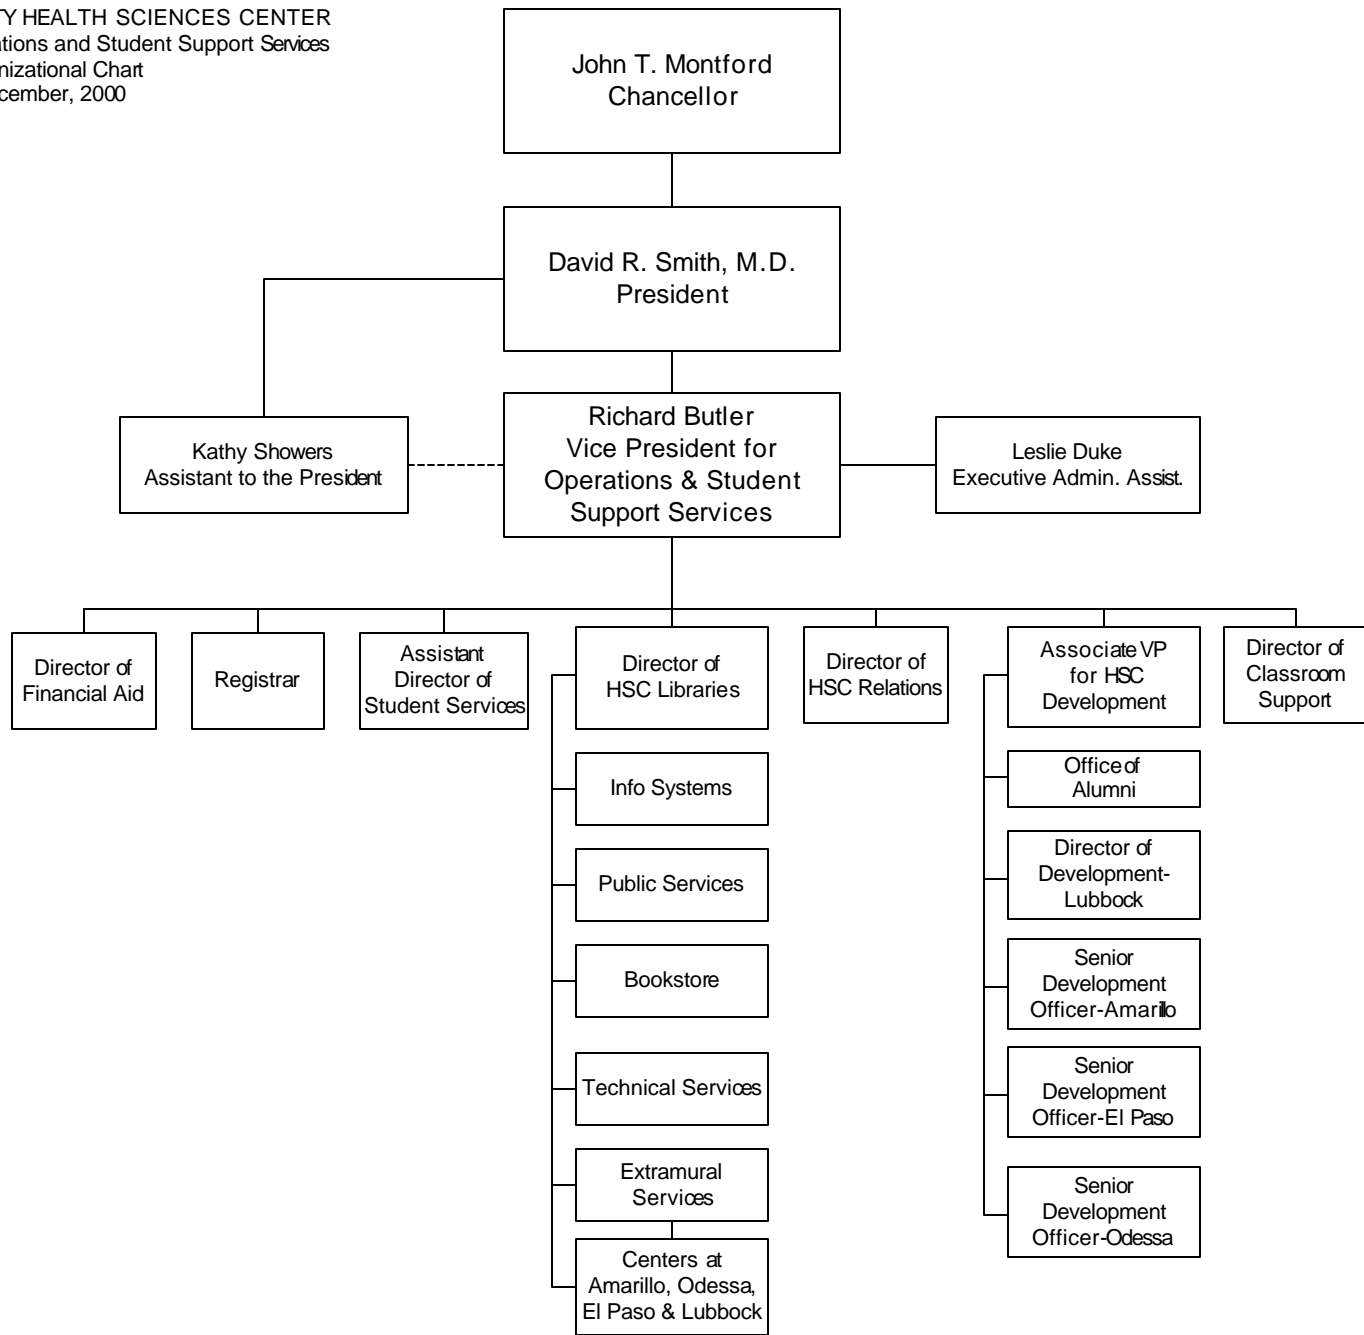 TY HEALTH SCIENCES CENTER
ations and Student Support Services
nizational Chart
cember, 2000
John T. Montford
Chancellor
David R. Smith, M.D.
President
Kathy Showers
Assistant to the President
Richard Butler
Vice President for
Operations & Student
Support Services
Leslie Duke
Executive Admin. Assist.
Director of
Financial Aid
Registrar
Assistant
Director of
Student Services
Director of
HSC Libraries
Director of
HSC Relations
Associate VP
for HSC
Development
Director of
Classroom
Support
Info Systems
Public Services
Bookstore
Technical Services
Extramural
Services
Centers at
Amarillo, Odessa,
El Paso & Lubbock
Office of
Alumni
Director of
Development-
Lubbock
Senior
Development
Officer-Amarillo
Senior
Development
Officer-El Paso
Senior
Development
Officer-Odessa